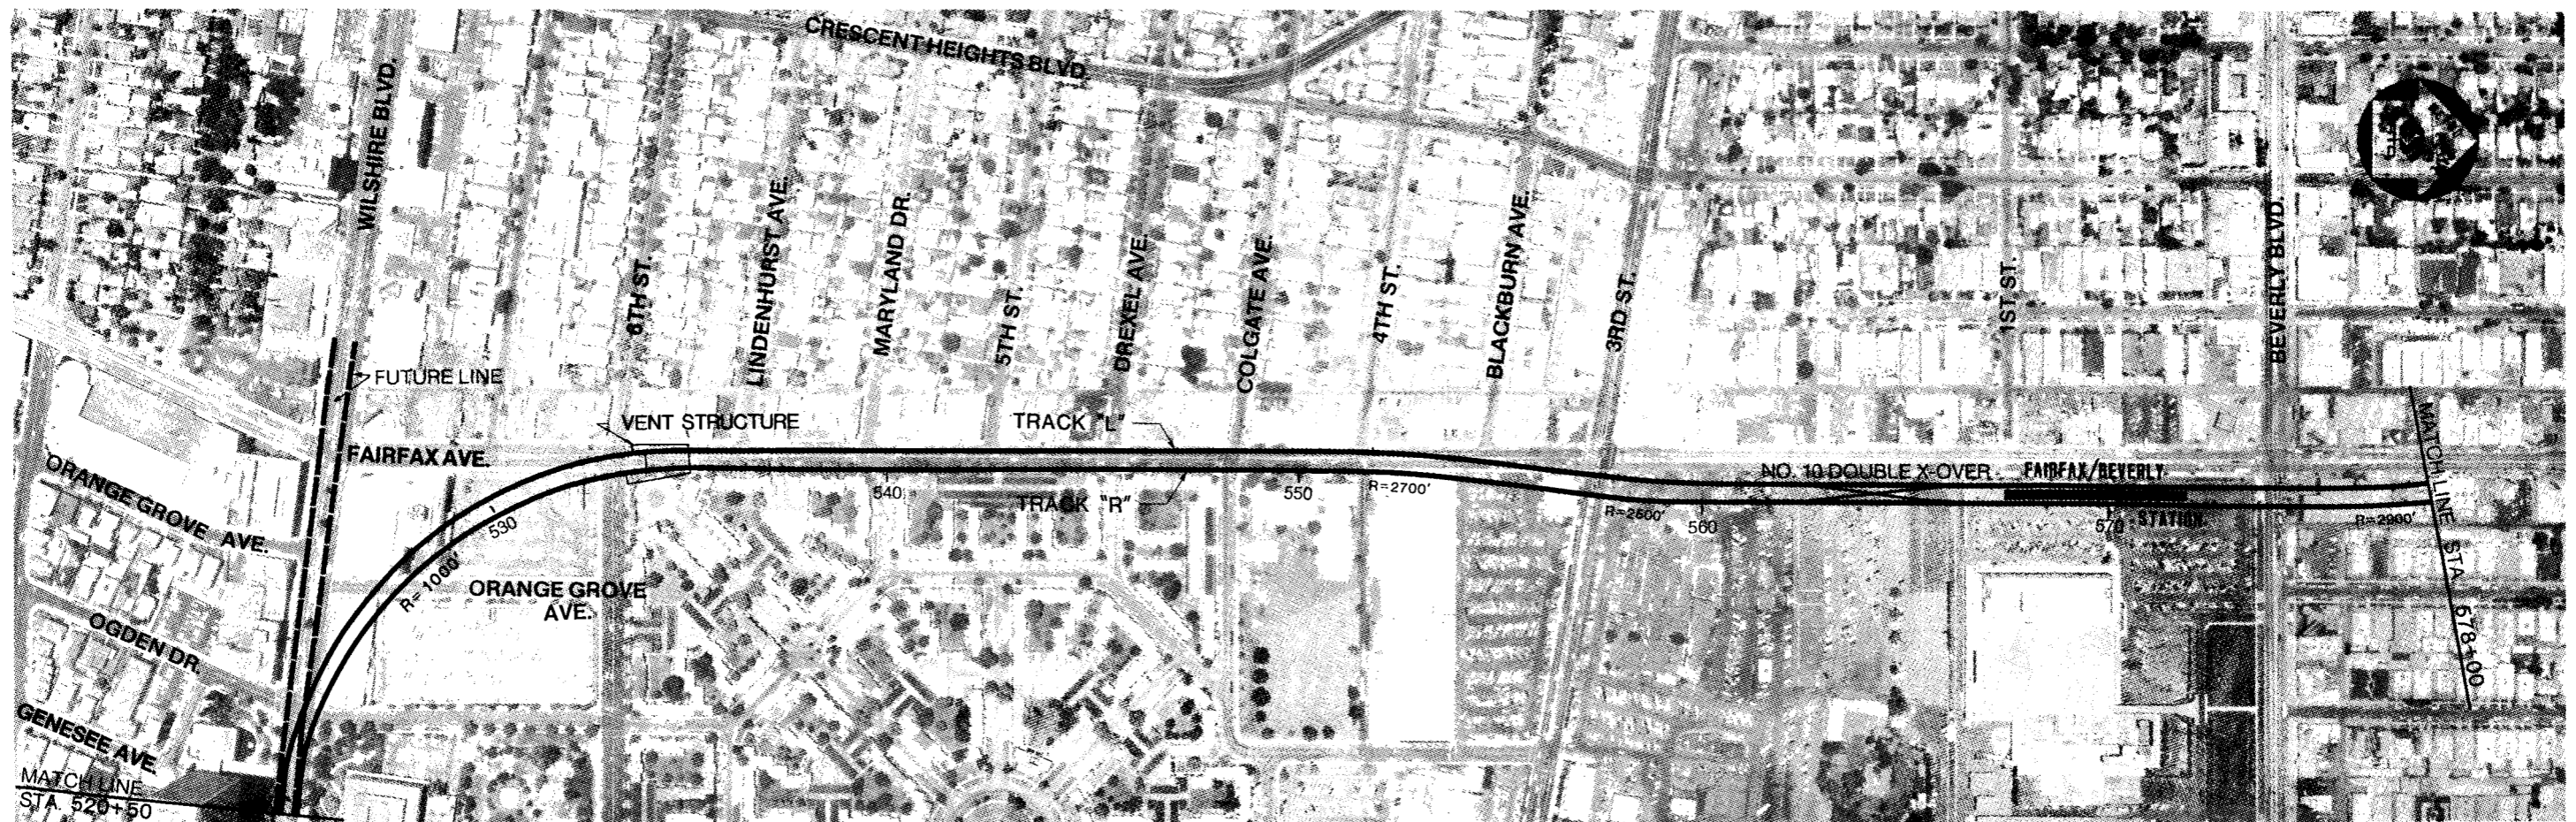 CRESCENT HEIGHTS BLVD.
WILSHIRE BLVD.
6TH ST.
LINDENHURST AVE.
MARYLAND DR.
5TH ST.
DREXEL AVE.
COLGATE AVE.
4TH ST.
BLACKBURN AVE.
3RD ST.
1ST ST.
BEVERLY BLVD.
FUTURE LINE
VENT STRUCTURE
TRACK "L"
FAIRFAX AVE.
NO. 10 DOUBLE X-OVER
FAIRFAX/BEVERLY
STATION
ORANGE GROVE AVE.
530
540
TRACK "R"
550
R=2700'
R=2500'
560
570
R=2900'
MATCH LINE STA. 578+00
R=1000'
ORANGE GROVE
AVE.
OGDEN DR.
GENESEE AVE.
MATCH LINE
STA. 520+50